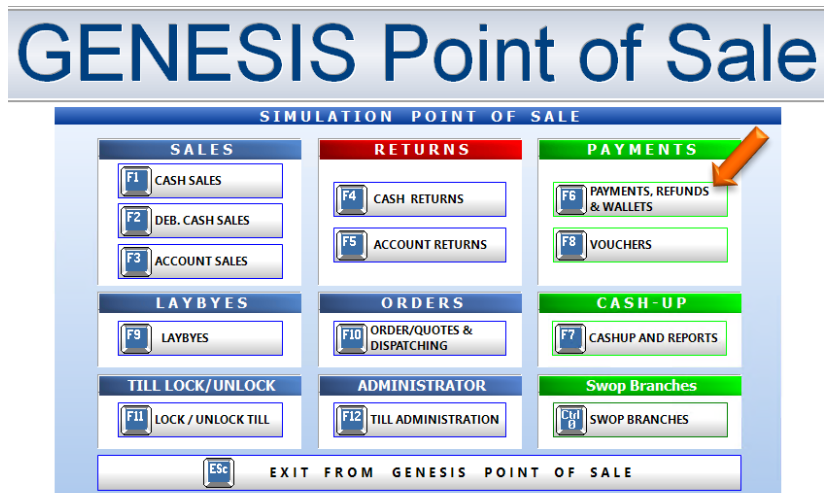 GENESIS Point of Sale
SIMULATION POINT OF SALE
SALES
F1 CASH SALES
F2 DEB. CASH SALES
F3 ACCOUNT SALES
RETURNS
F4 CASH RETURNS
F5 ACCOUNT RETURNS
PAYMENTS
F6 PAYMENTS, REFUNDS
& WALLETS
F8 VOUCHERS
LAYBYES
F9 LAYBYES
ORDERS
F10 ORDER/QUOTES &
DISPATCHING
CASH-UP
F7 CASHUP AND REPORTS
TILL LOCK/UNLOCK
F11 LOCK / UNLOCK TILL
ADMINISTRATOR
F12 TILL ADMINISTRATION
Swop Branches
Ctrl
0 SWOP BRANCHES
ESc EXIT FROM GENESIS POINT OF SALE